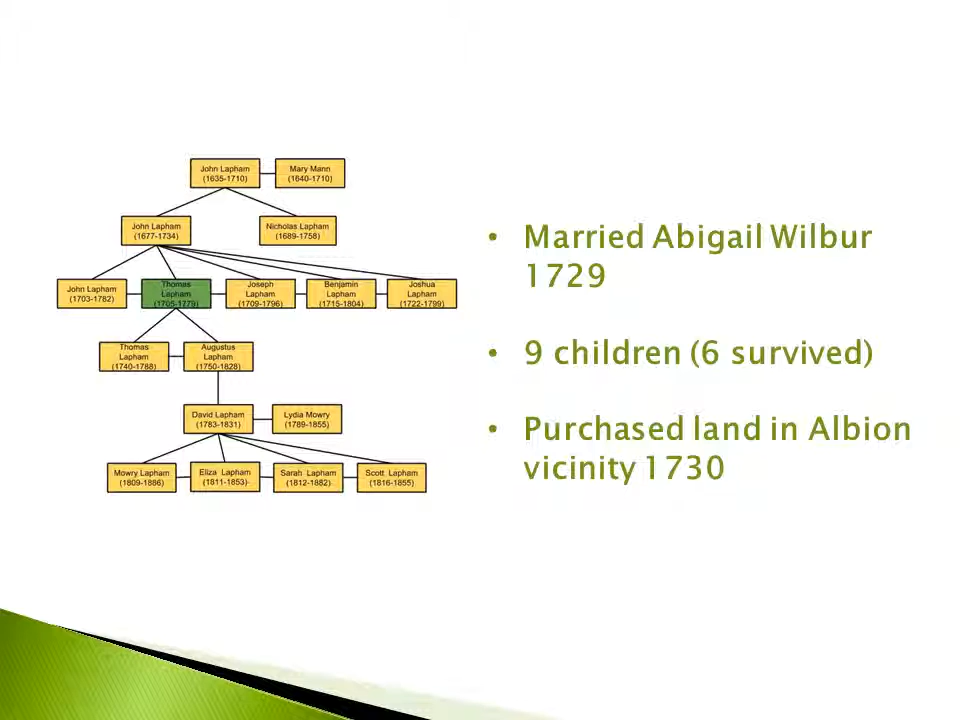 John Lapham
(1635-1710)
Mary Mann
(1640-1710)
John Lapham
(1677-1734)
Nicholas Lapham
(1689-1758)
John Lapham
(1703-1782)
Thomas
Lapham
(1705-1779)
Joseph
Lapham
(1709-1796)
Benjamin
Lapham
(1715-1804)
Joshua
Lapham
(1722-1799)
Thomas
Lapham
(1740-1788)
Augustus
Lapham
(1750-1828)
David Lapham
(1783-1831)
Lydia Mowry
(1789-1855)
Mowry Lapham
(1809-1886)
Eliza Lapham
(1811-1853)
Sarah Lapham
(1812-1882)
Scott Lapham
(1816-1855)
• Married Abigail Wilbur
1729
• 9 children (6 survived)
• Purchased land in Albion
vicinity 1730